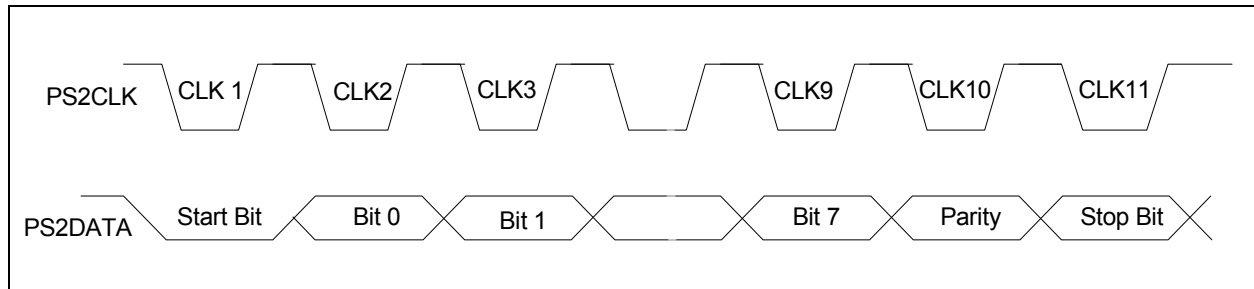 PS2CLK CLK 1 CLK2 CLK3 CLK9 CLK10 CLK11
PS2DATA Start Bit Bit 0 Bit 1 Bit 7 Parity Stop Bit